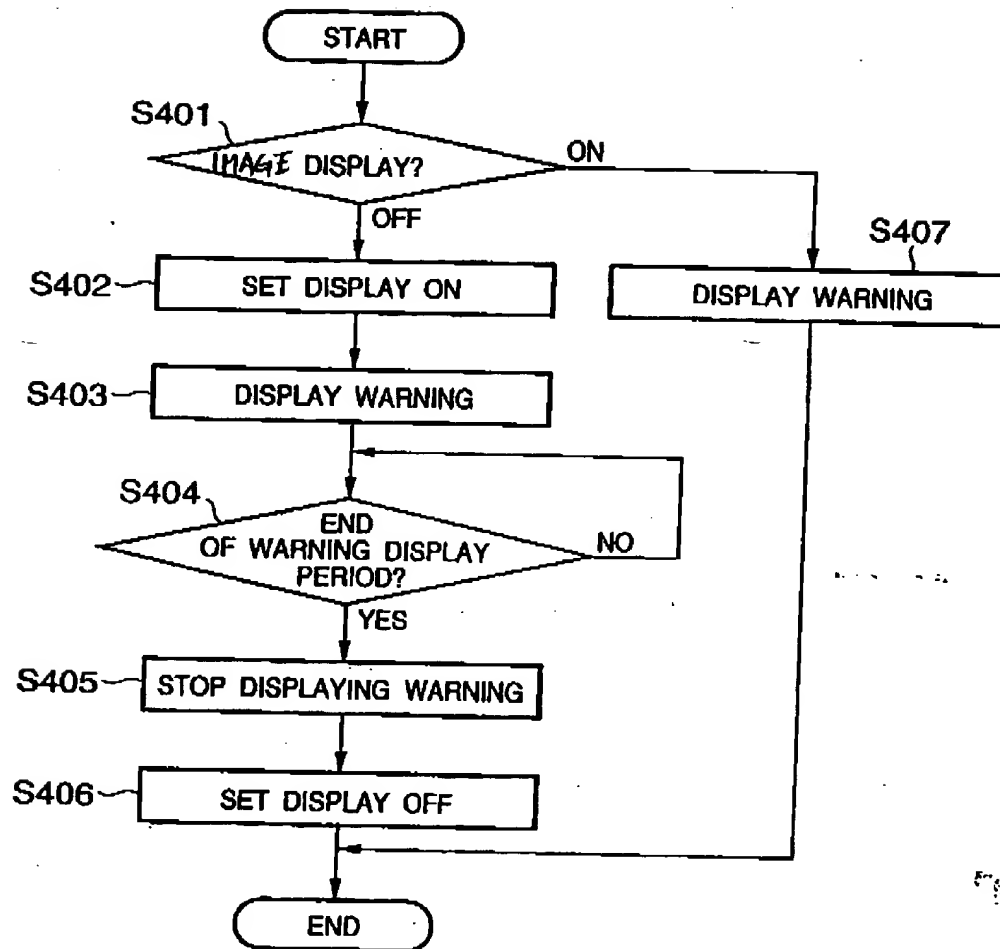 START
S401
IMAGE DISPLAY?
ON
OFF
S407
S402
SET DISPLAY ON
DISPLAY WARNING
S403
DISPLAY WARNING
S404
END
OF WARNING DISPLAY
PERIOD?
NO
YES
S405
STOP DISPLAYING WARNING
S406
SET DISPLAY OFF
END